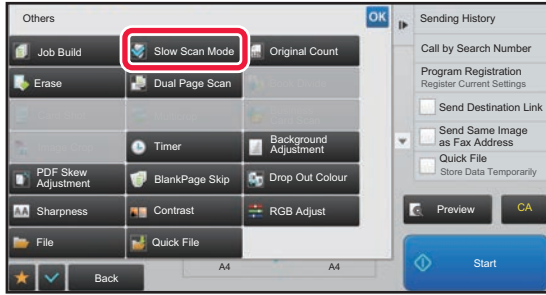 Others
OK
Job Build
Slow Scan Mode
Original Count
Erase
Dual Page Scan
Timer
Background
Adjustment
PDF Skew
Adjustment
BlankPage Skip
Drop Out Colour
Sharpness
Contrast
RGB Adjust
File
Quick File
Back
A4
A4
Sending History
Call by Search Number
Program Registration
Register Current Settings
Send Destination Link
Send Same Image
as Fax Address
Quick File
Store Data Temporarily
Preview
CA
Start